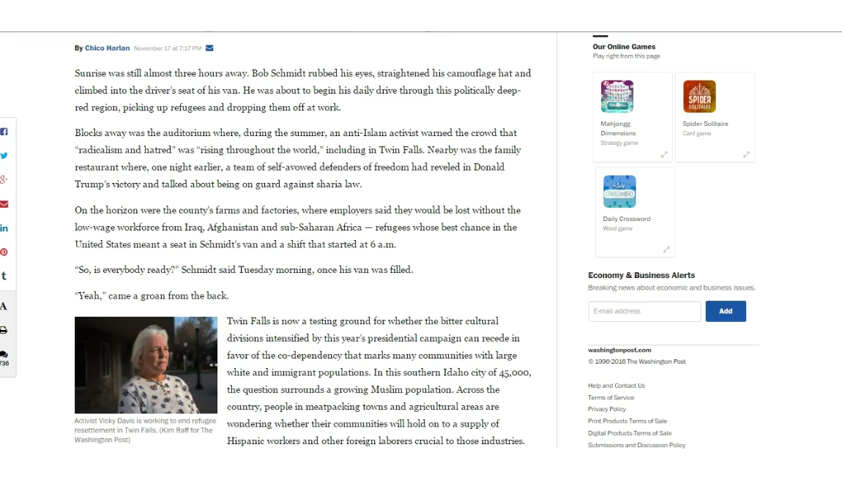 By Chico Harlan November 17 at 7:17 PM
Sunrise was still almost three hours away. Bob Schmidt rubbed his eyes, straightened his camouflage hat and
climbed into the driver's seat of his van. He was about to begin his daily drive through this politically deep-
red region, picking up refugees and dropping them off at work.
Blocks away was the auditorium where, during the summer, an anti-Islam activist warned the crowd that
“radicalism and hatred” was “rising throughout the world,” including in Twin Falls. Nearby was the family
restaurant where, one night earlier, a team of self-avowed defenders of freedom had reveled in Donald
Trump's victory and talked about being on guard against sharia law.
On the horizon were the county's farms and factories, where employers said they would be lost without the
low-wage workforce from Iraq, Afghanistan and sub-Saharan Africa — refugees whose best chance in the
United States meant a seat in Schmidt's van and a shift that started at 6 a.m.
“So, is everybody ready?” Schmidt said Tuesday morning, once his van was filled.
“Yeah,” came a groan from the back.
Twin Falls is now a testing ground for whether the bitter cultural
divisions intensified by this year's presidential campaign can recede in
favor of the co-dependency that marks many communities with large
white and immigrant populations. In this southern Idaho city of 45,000,
the question surrounds a growing Muslim population. Across the
country, people in meatpacking towns and agricultural areas are
wondering whether their communities will hold on to a supply of
Hispanic workers and other foreign laborers crucial to those industries.
Activist Vicky Davis is working to end refugee
resettlement in Twin Falls. (Kim Raff for The
Washington Post)
Our Online Games
Play right from this page
Mahjongg
Dimensions
Strategy game
SPIDER
SOLITAIRE
Spider Solitaire
Card game
Daily Crossword
Word game
Economy & Business Alerts
Breaking news about economic and business issues.
E-mail address
Add
washingtonpost.com
© 1996-2016 The Washington Post
Help and Contact Us
Terms of Service
Privacy Policy
Print Products Terms of Sale
Digital Products Terms of Sale
Submissions and Discussion Policy
A
736